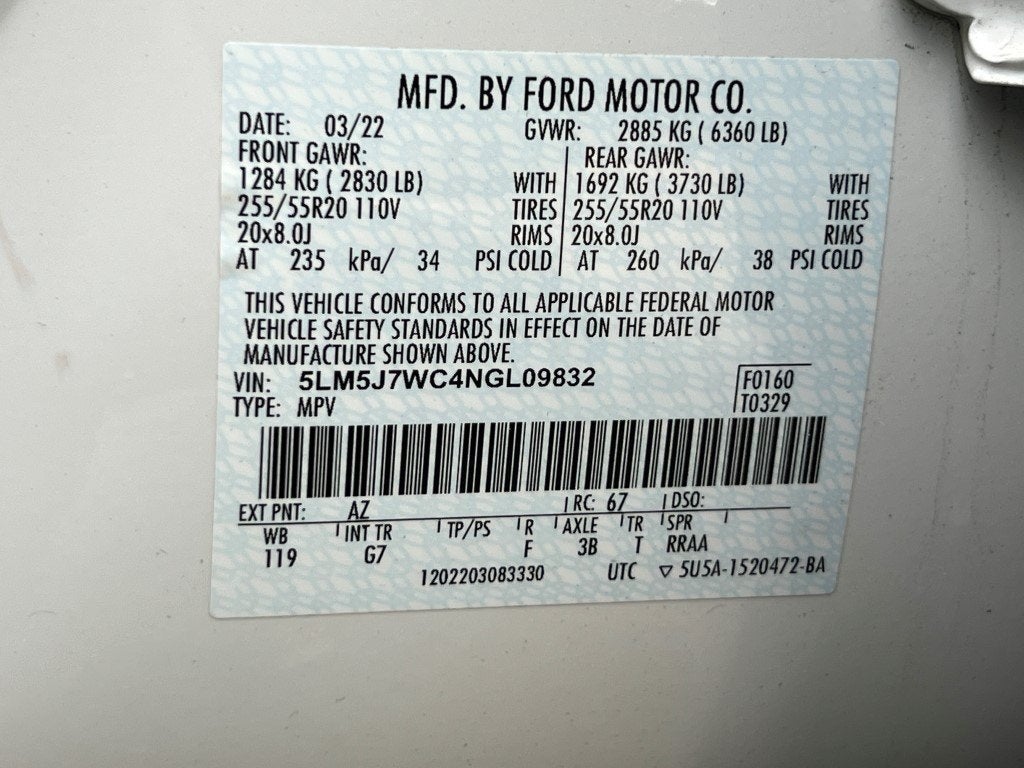 MFD. BY FORD MOTOR CO.
DATE: 03/22 GVWR: 2885 KG ( 6360 LB)
FRONT GAWR: REAR GAWR:
1284 KG ( 2830 LB) WITH 1692 KG ( 3730 LB) WITH
255/55R20 110V TIRES 255/55R20 110V TIRES
20x8.0J RIMS 20x8.0J RIMS
AT 235 kPa/ 34 PSI COLD AT 260 kPa/ 38 PSI COLD
THIS VEHICLE CONFORMS TO ALL APPLICABLE FEDERAL MOTOR
VEHICLE SAFETY STANDARDS IN EFFECT ON THE DATE OF
MANUFACTURE SHOWN ABOVE.
VIN: 5LM5J7WC4NGL09832 F0160
TYPE: MPV T0329
EXT PNT: AZ RC: 67 DSO:
WB INT TR TP/PS R AXLE TR SPR
119 G7 F 3B T RRAA
1202203083330 UTC ▽ 5U5A-1520472-BA